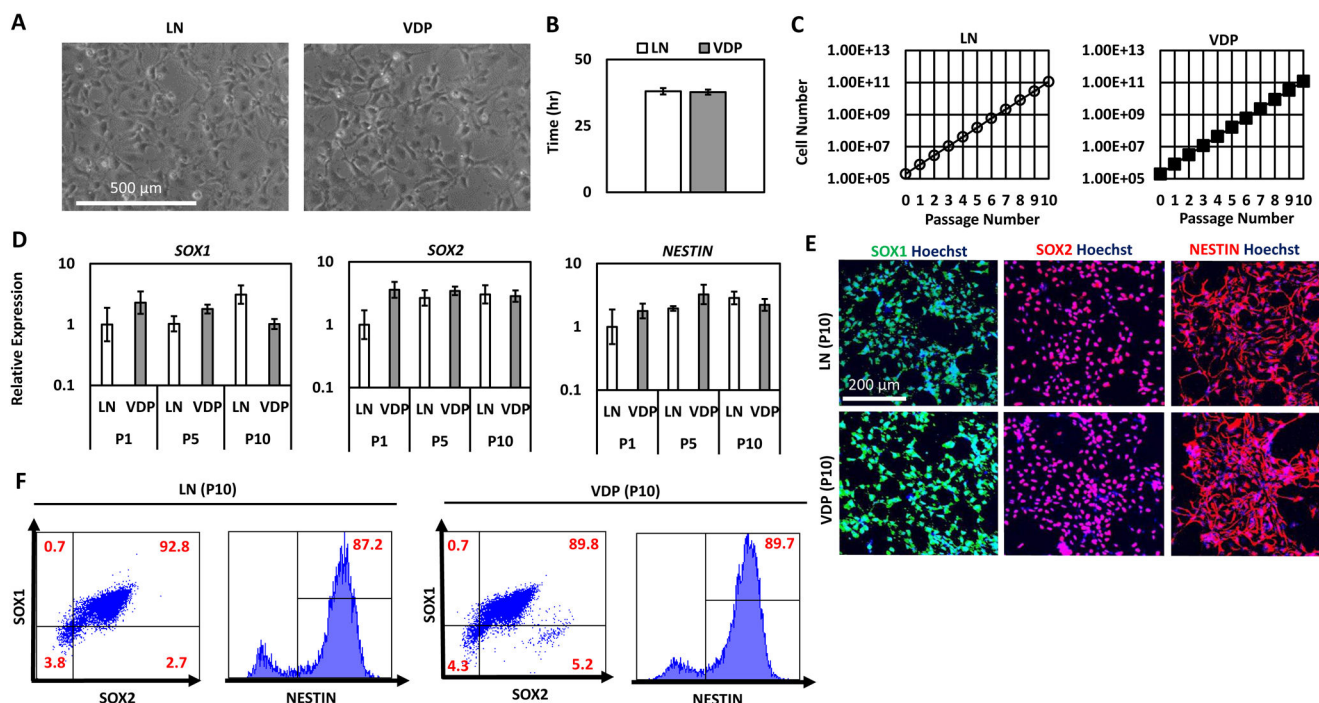 A
LN
VDP
500 μm
B
LN VDP
50
25
0
Time (hr)
C
LN
1.00E+13
1.00E+11
1.00E+09
1.00E+07
1.00E+05
Cell Number
0 1 2 3 4 5 6 7 8 9 10
Passage Number
VDP
1.00E+13
1.00E+11
1.00E+09
1.00E+07
1.00E+05
0 1 2 3 4 5 6 7 8 9 10
Passage Number
D
Relative Expression
SOX1
10
1
0.1
LN VDP LN VDP LN VDP
P1 P5 P10
SOX2
10
1
0.1
LN VDP LN VDP LN VDP
P1 P5 P10
NESTIN
10
1
0.1
LN VDP LN VDP LN VDP
P1 P5 P10
E
SOX1 Hoechst
SOX2 Hoechst
NESTIN Hoechst
LN (P10)
200 μm
VDP (P10)
F
LN (P10)
SOX1
0.7 92.8
3.8 2.7
SOX2
87.2
NESTIN
VDP (P10)
SOX1
0.7 89.8
4.3 5.2
SOX2
89.7
NESTIN